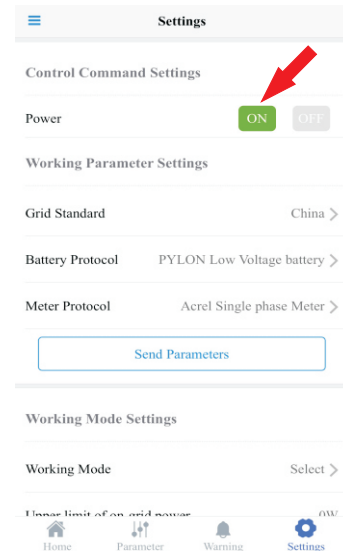 Settings
Control Command Settings
Power ON OFF
Working Parameter Settings
Grid Standard China
Battery Protocol PYLON Low Voltage battery
Meter Protocol Acrel Single phase Meter
Send Parameters
Working Mode Settings
Working Mode Select
Upper limit of on-grid power 0W
Home Parameter Warning Settings